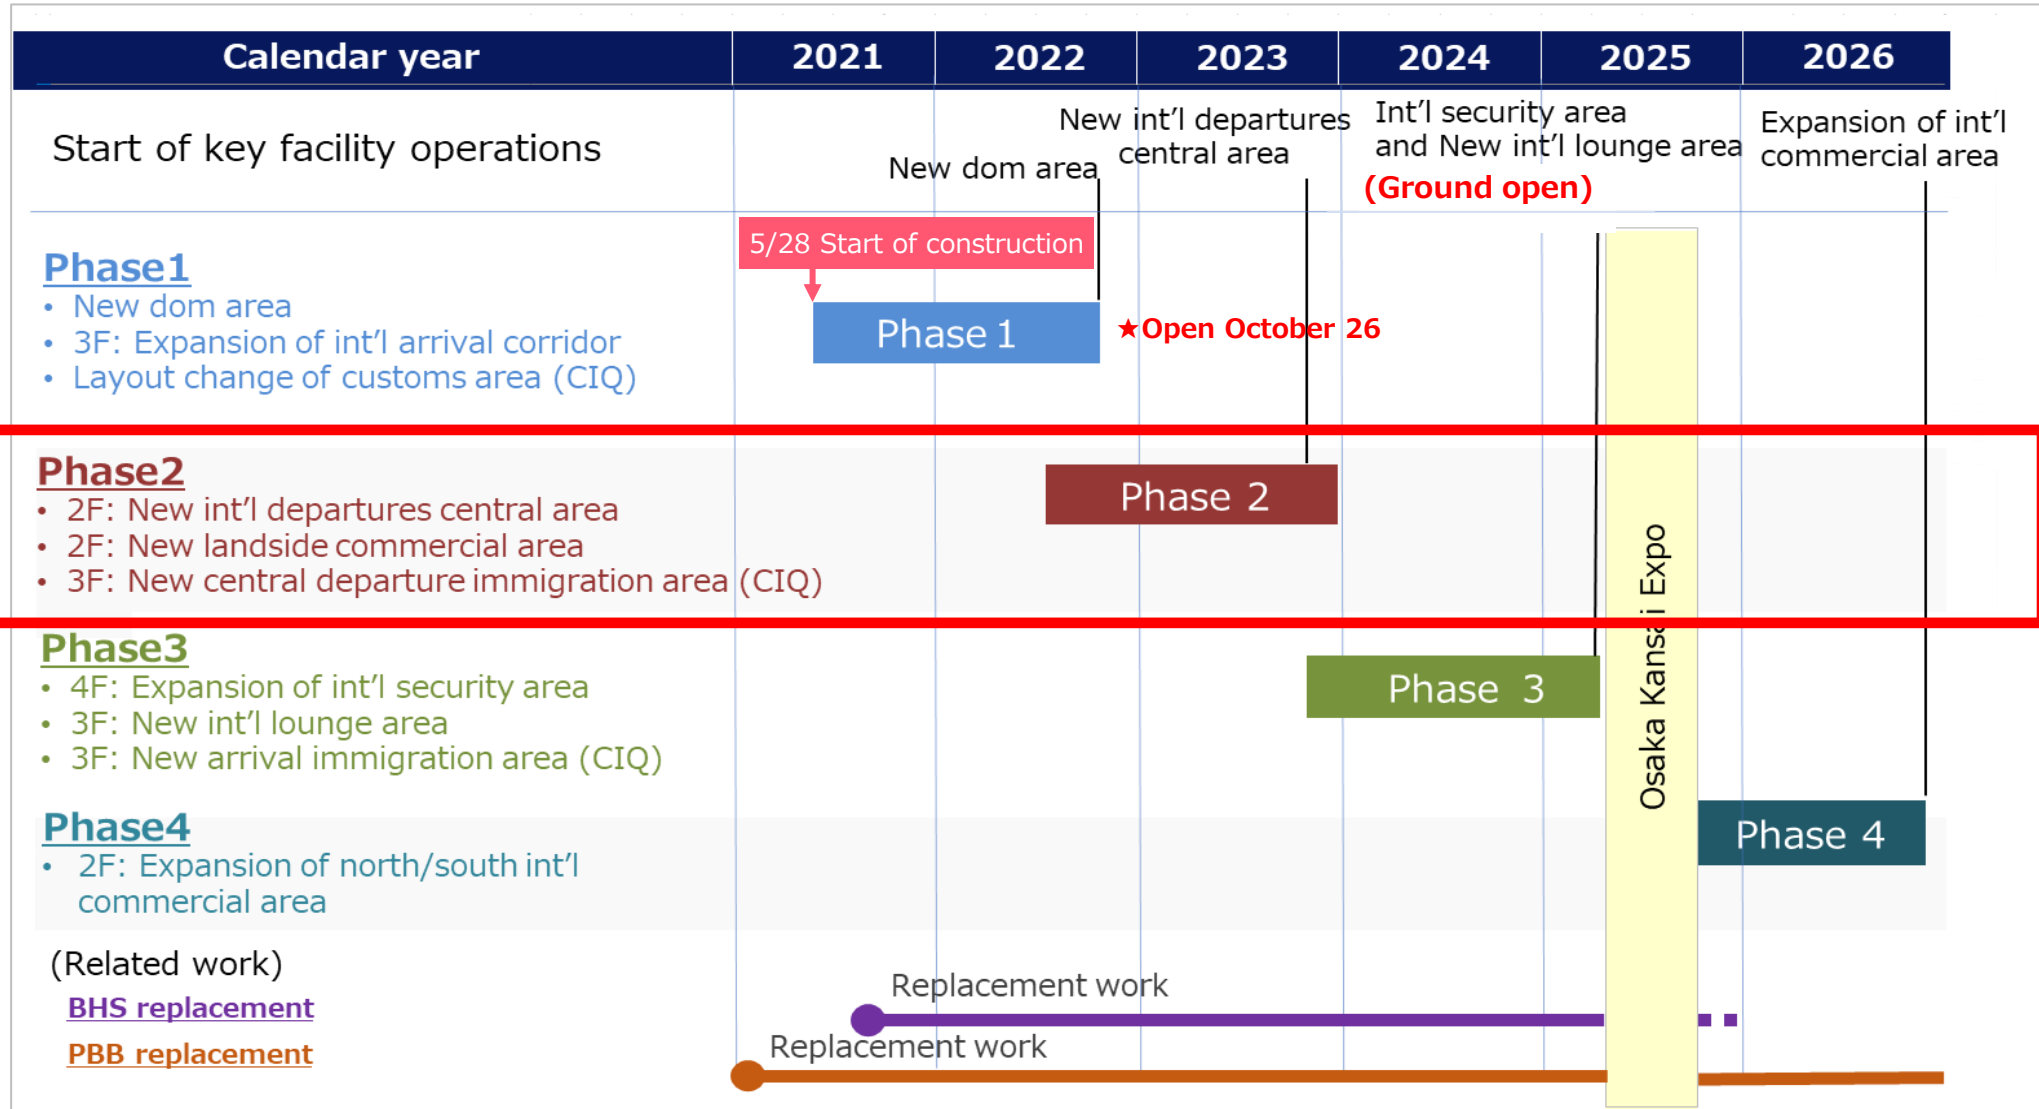 Calendar year 2021 2022 2023 2024 2025 2026
Start of key facility operations
New dom area
New int’l departures
central area
Int’l security area
and New int’l lounge area
(Ground open)
Expansion of int’l
commercial area
5/28 Start of construction
Phase1
• New dom area
• 3F: Expansion of int’l arrival corridor
• Layout change of customs area (CIQ)
Phase 1
★Open October 26
Phase2
• 2F: New int’l departures central area
• 2F: New landside commercial area
• 3F: New central departure immigration area (CIQ)
Phase 2
Phase3
• 4F: Expansion of int’l security area
• 3F: New int’l lounge area
• 3F: New arrival immigration area (CIQ)
Phase 3
Osaka Kansai Expo
Phase4
• 2F: Expansion of north/south int’l
commercial area
Phase 4
(Related work)
BHS replacement
Replacement work
PBB replacement
Replacement work